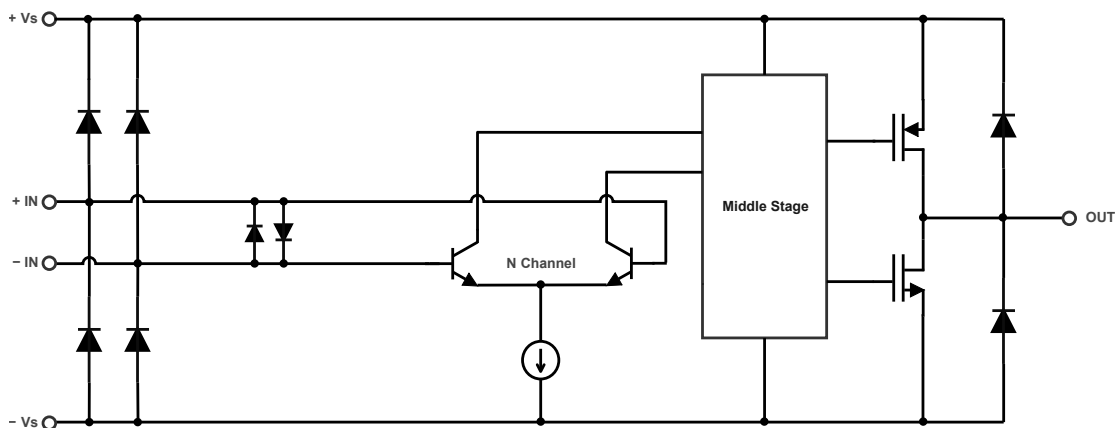 + Vs
+ IN
Middle Stage
OUT
− IN
N Channel
− Vs